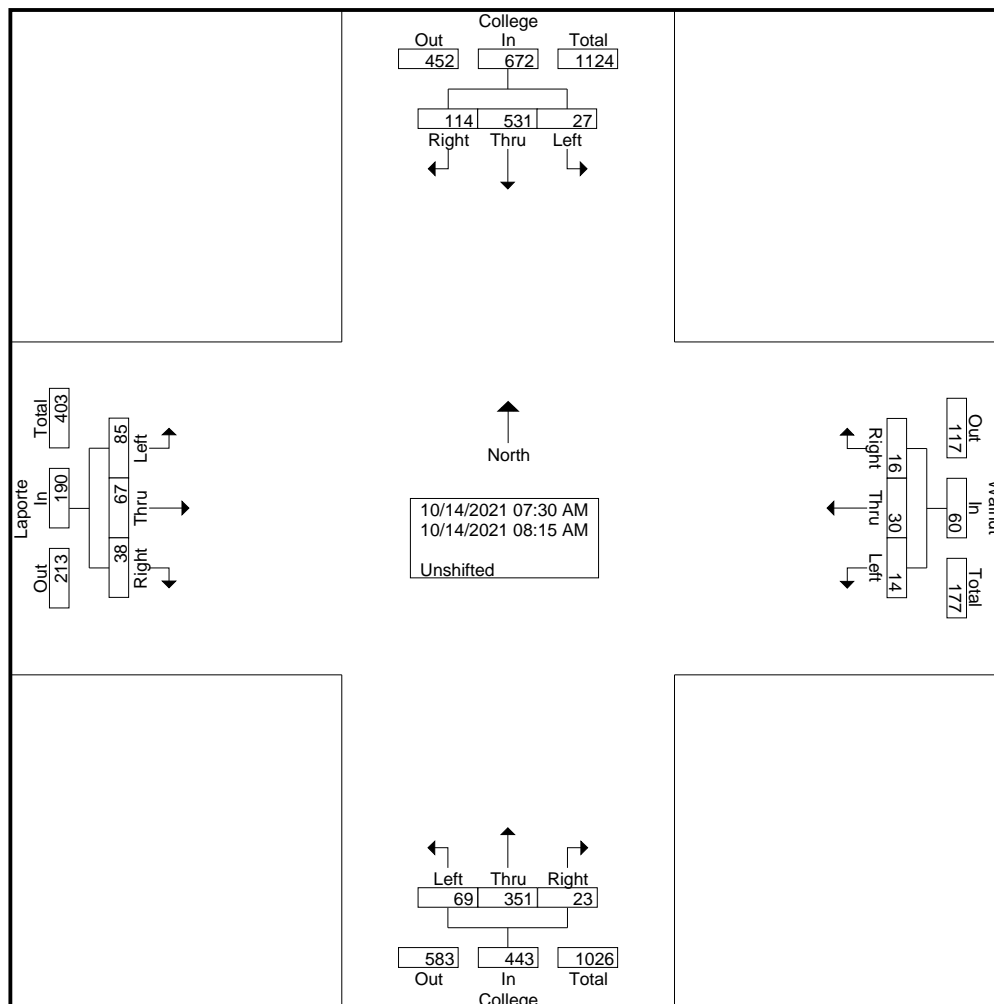 College
Out In Total
452 672 1124
114 531 27
Right Thru Left
Laporte
Total In Out
403 190 213
85 67 38
Left Thru Right
North
10/14/2021 07:30 AM
10/14/2021 08:15 AM
Unshifted
Right Thru Left
16 30 14
117 60 177
Out In Total
Walnut
Left Thru Right
69 351 23
583 443 1026
Out In Total
College